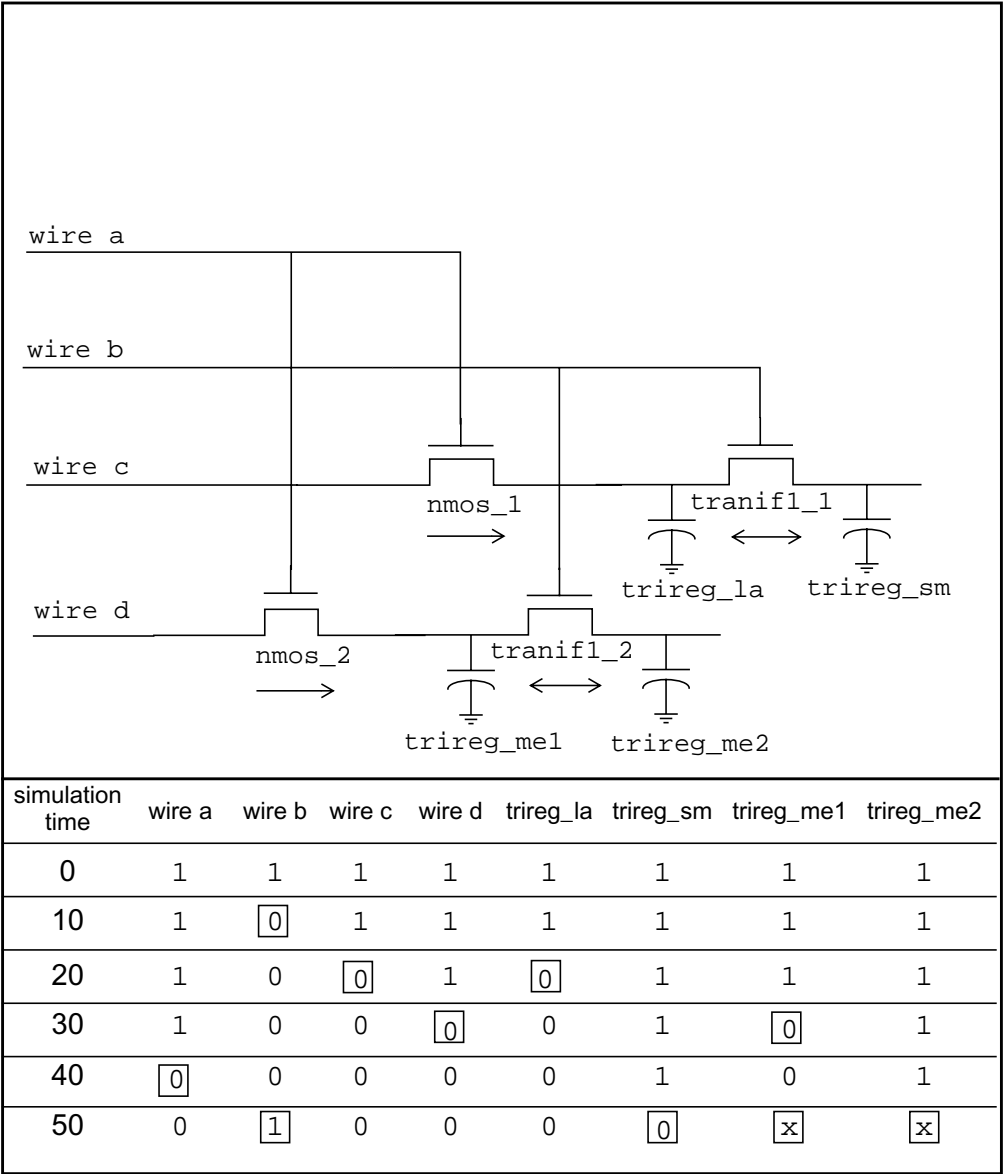 wire a
wire b
wire c
nmos_1
tranif1_1
trireg_la
trireg_sm
wire d
nmos_2
tranif1_2
trireg_me1
trireg_me2
simulation time wire a wire b wire c wire d trireg_la trireg_sm trireg_me1 trireg_me2
0 1 1 1 1 1 1 1 1
10 1 0 1 1 1 1 1 1
20 1 0 0 1 0 1 1 1
30 1 0 0 0 0 1 0 1
40 0 0 0 0 0 1 0 1
50 0 1 0 0 0 0 x x